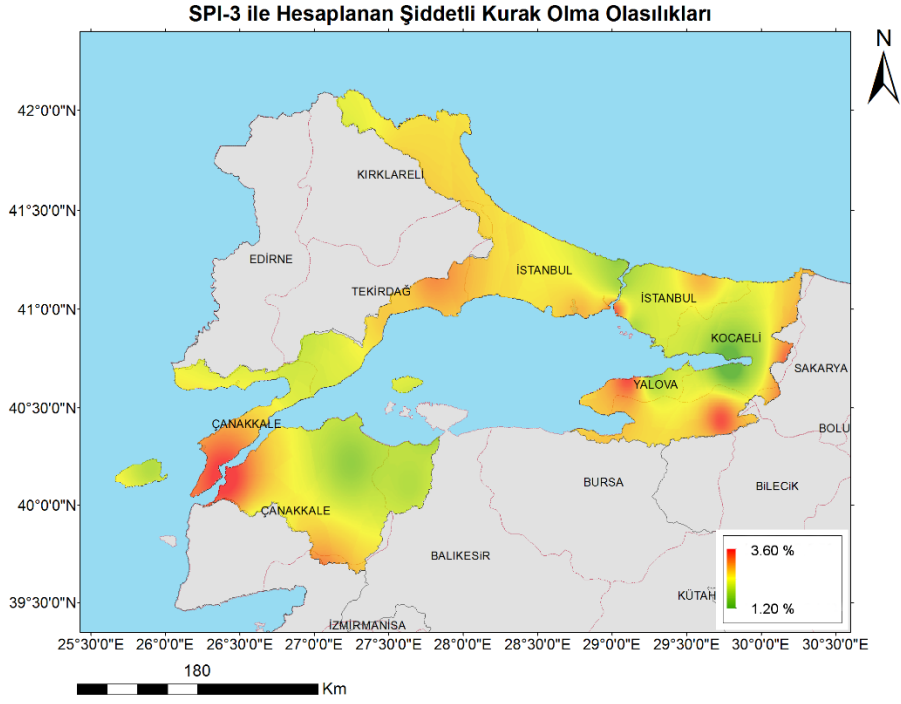 SPI-3 ile Hesaplanan Şiddetli Kurak Olma Olasılıkları
N
42°0'0"N
KIRKLARELİ
41°30'0"N
EDİRNE
İSTANBUL
TEKİRDAĞ
İSTANBUL
41°0'0"N
KOCAELİ
SAKARYA
YALOVA
40°30'0"N
ÇANAKKALE
BOLU
BURSA
BİLECİK
40°0'0"N
ÇANAKKALE
BALIKESİR
3.60 %
KÜTAH
39°30'0"N
1.20 %
İZMİRMANİSA
25°30'0"E 26°0'0"E 26°30'0"E 27°0'0"E 27°30'0"E 28°0'0"E 28°30'0"E 29°0'0"E 29°30'0"E 30°0'0"E 30°30'0"E
180
Km